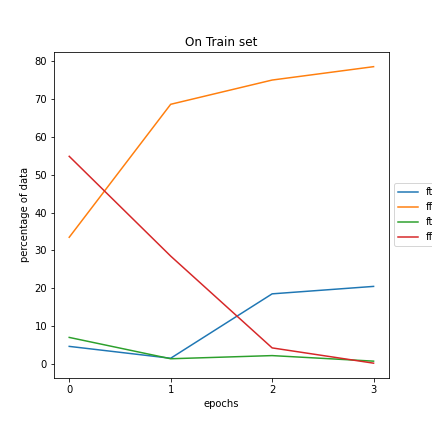 On Train set
80
70
60
50
40
30
20
10
0
percentage of data
0 1 2 3
epochs
ft
ff
ft
ff